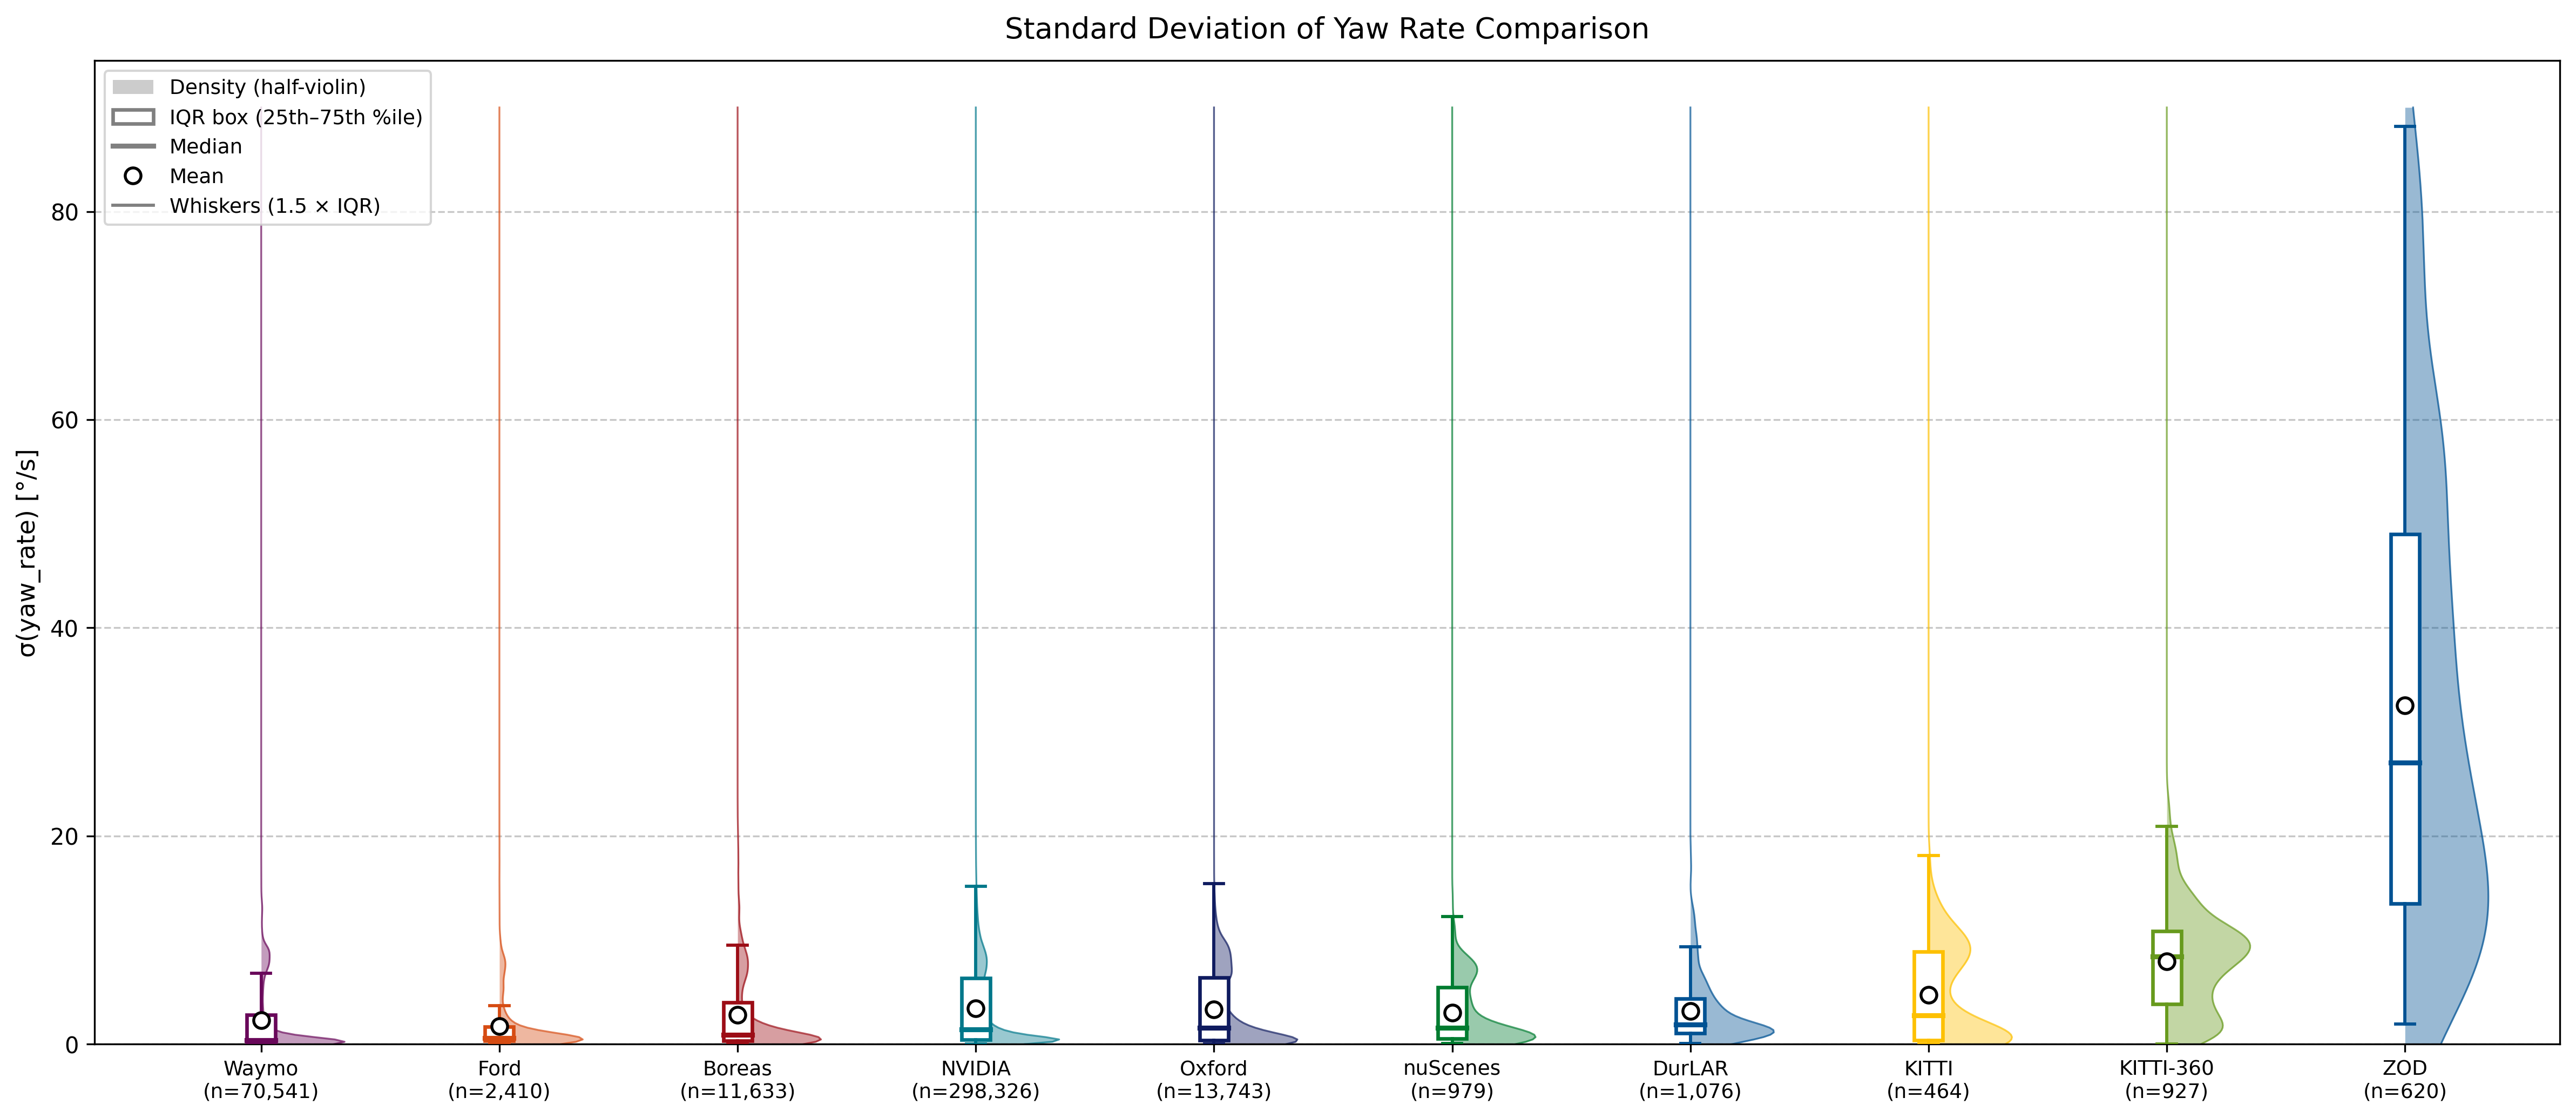 Standard Deviation of Yaw Rate Comparison
Density (half-violin)
IQR box (25th–75th %ile)
Median
Mean
Whiskers (1.5 × IQR)
σ(yaw_rate) [°/s]
80
60
40
20
0
Waymo
(n=70,541)
Ford
(n=2,410)
Boreas
(n=11,633)
NVIDIA
(n=298,326)
Oxford
(n=13,743)
nuScenes
(n=979)
DurLAR
(n=1,076)
KITTI
(n=464)
KITTI-360
(n=927)
ZOD
(n=620)